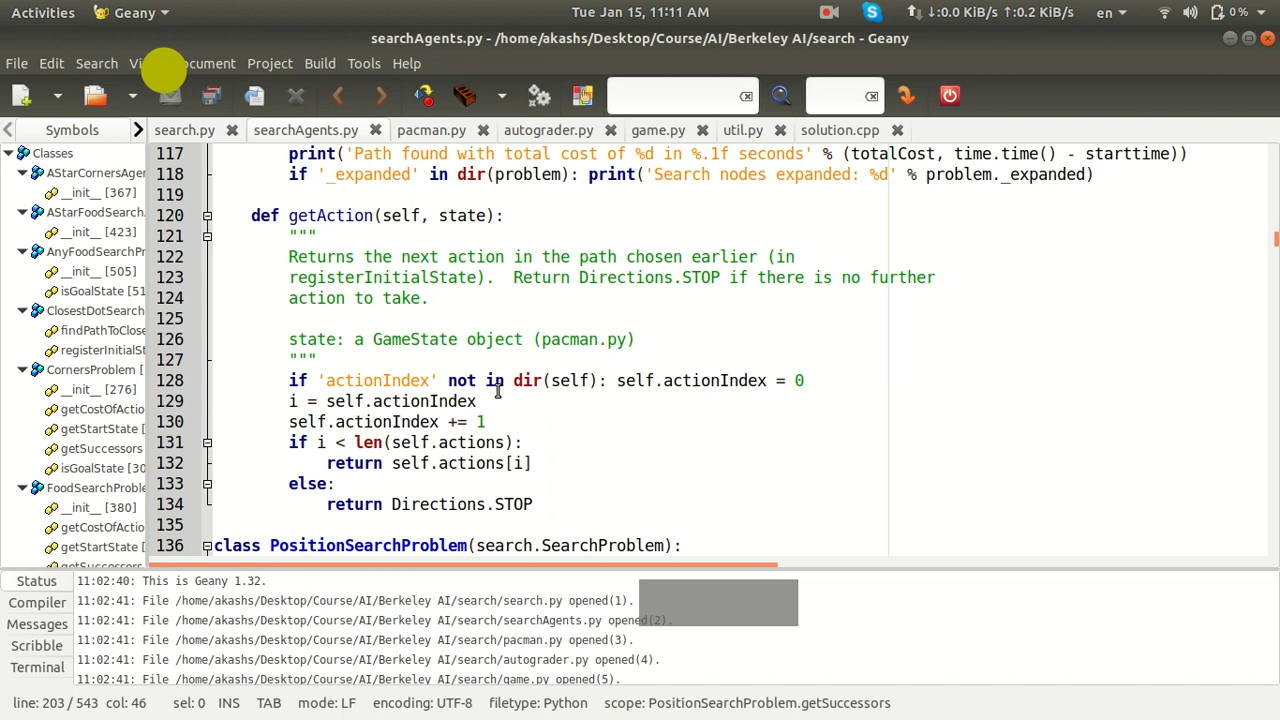 Activities Geany Tue Jan 15, 11:11 AM ↓:0.0 KiB/s ↑:0.2 KiB/s en 0%
searchAgents.py - /home/akashs/Desktop/Course/AI/Berkeley AI/search - Geany
File Edit Search Vi ocument Project Build Tools Help
Symbols search.py searchAgents.py pacman.py autograder.py game.py util.py solution.cpp
Classes
AStarCornersAger
__init__ [367]
AStarFoodSearch.
__init__ [423]
AnyFoodSearchPr
__init__ [505]
isGoalState [51
ClosestDotSearch
findPathToClose
registerInitialSt
CornersProblem [
__init__ [276]
getCostOfActio
getStartState [
getSuccessors
isGoalState [30
FoodSearchProble
__init__ [380]
getCostOfActio
getStartState [
117 print('Path found with total cost of %d in %.1f seconds' % (totalCost, time.time() - starttime))
118 if '_expanded' in dir(problem): print('Search nodes expanded: %d' % problem._expanded)
119
120 def getAction(self, state):
121 """
122 Returns the next action in the path chosen earlier (in
123 registerInitialState). Return Directions.STOP if there is no further
124 action to take.
125
126 state: a GameState object (pacman.py)
127 """
128 if 'actionIndex' not in dir(self): self.actionIndex = 0
129 i = self.actionIndex
130 self.actionIndex += 1
131 if i < len(self.actions):
132 return self.actions[i]
133 else:
134 return Directions.STOP
135
136 class PositionSearchProblem(search.SearchProblem):
Status
Compiler
Messages
Scribble
Terminal
11:02:40: This is Geany 1.32.
11:02:41: File /home/akashs/Desktop/Course/AI/Berkeley AI/search/search.py opened(1).
11:02:41: File /home/akashs/Desktop/Course/AI/Berkeley AI/search/searchAgents.py opened(2).
11:02:41: File /home/akashs/Desktop/Course/AI/Berkeley AI/search/pacman.py opened(3).
11:02:41: File /home/akashs/Desktop/Course/AI/Berkeley AI/search/autograder.py opened(4).
11:02:41: File /home/akashs/Desktop/Course/AI/Berkeley AI/search/game.py opened(5).
line: 203 / 543 col: 46 sel: 0 INS TAB mode: LF encoding: UTF-8 filetype: Python scope: PositionSearchProblem.getSuccessors